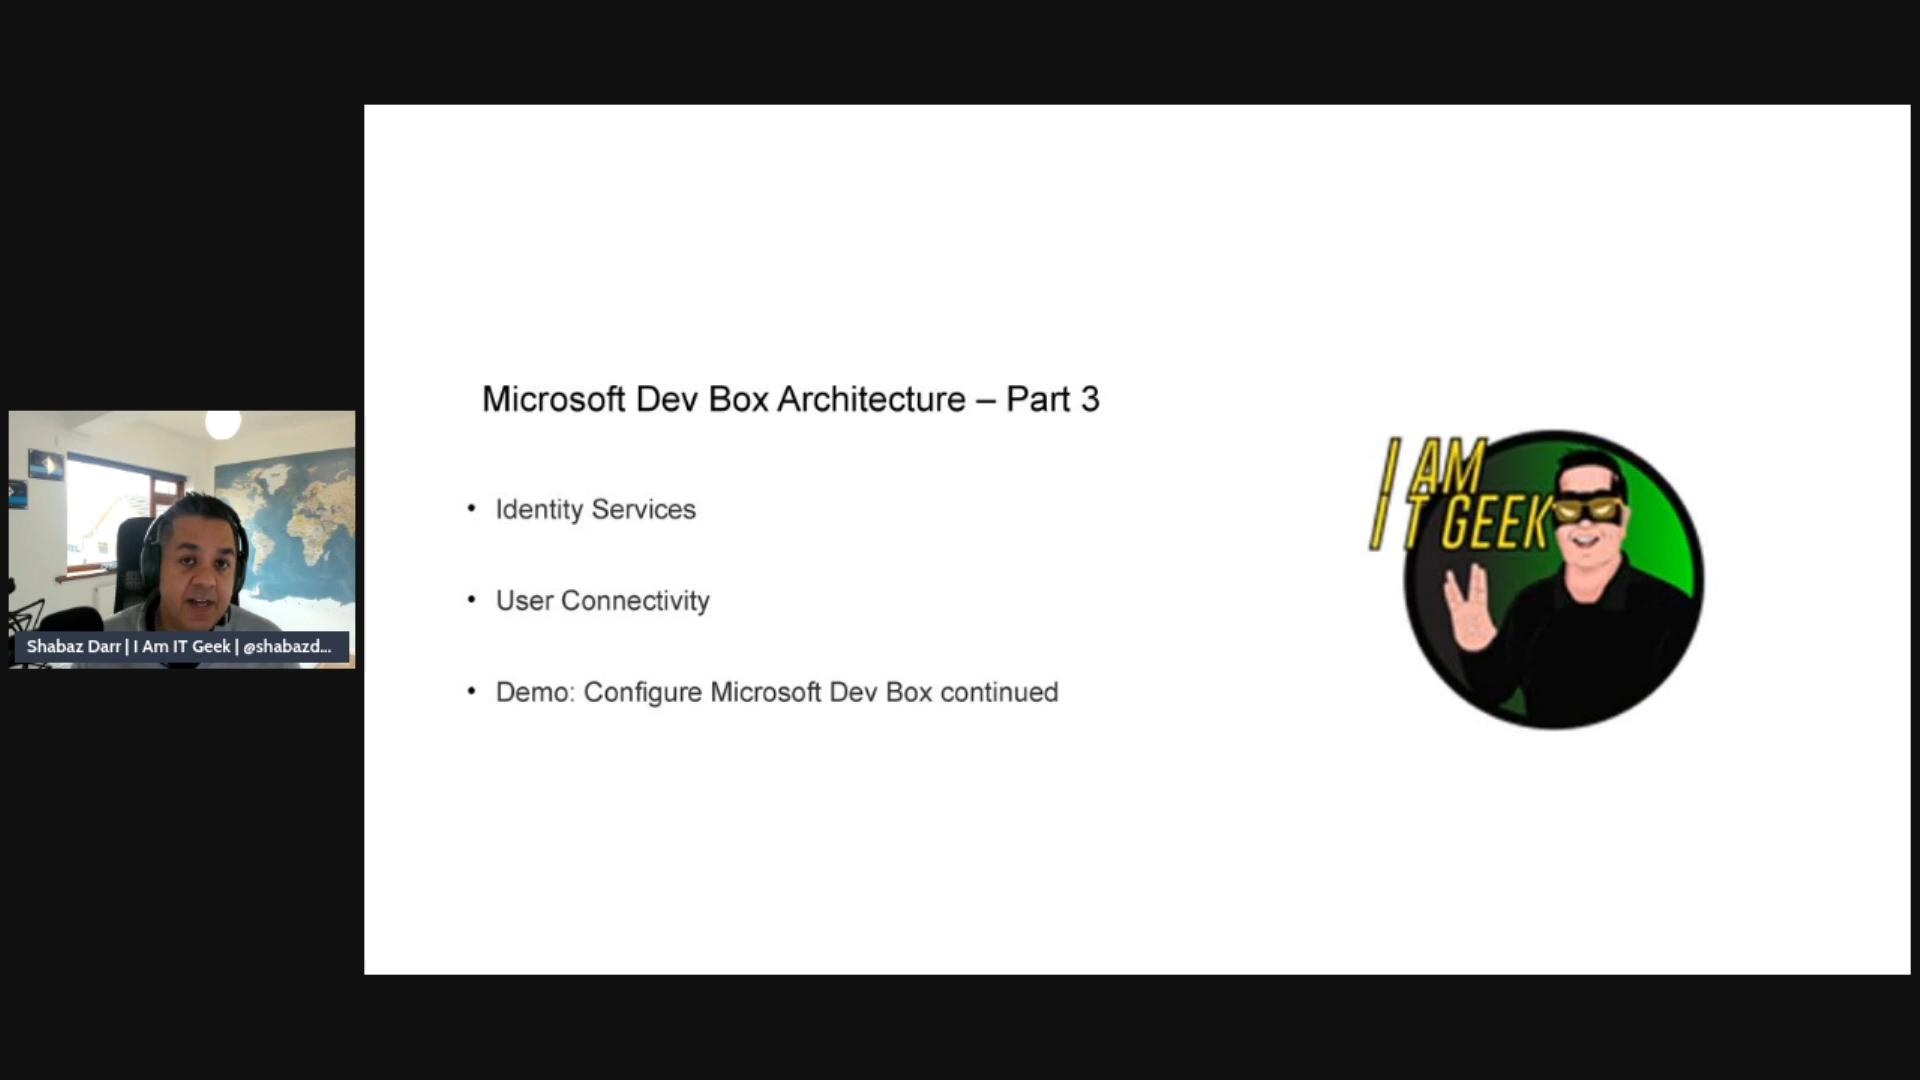 Microsoft Dev Box Architecture – Part 3
• Identity Services
• User Connectivity
• Demo: Configure Microsoft Dev Box continued
I AM
IT GEEK
Shabaz Darr | I Am IT Geek | @shabazd...